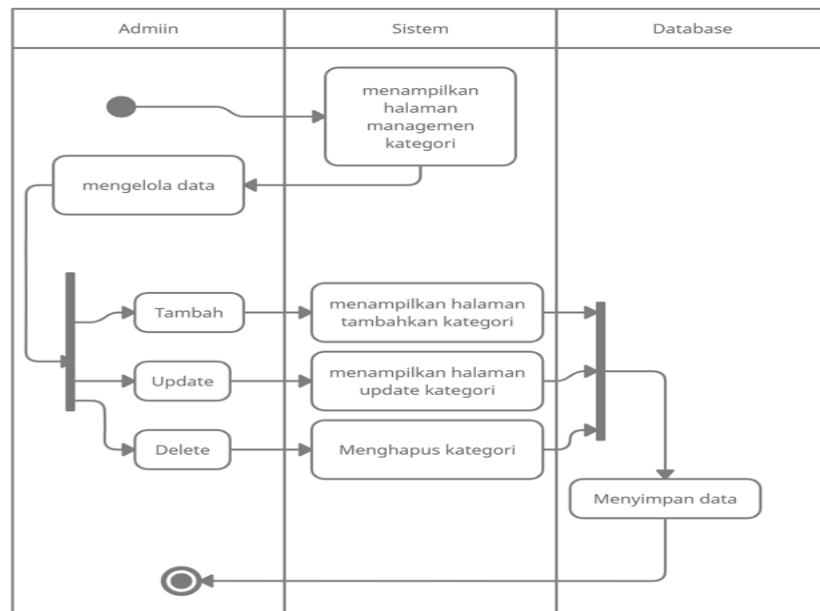 Admiin
Sistem
Database
menampilkan
halaman
managemen
kategori
mengelola data
Tambah
menampilkan halaman
tambahkan kategori
Update
menampilkan halaman
update kategori
Delete
Menghapus kategori
Menyimpan data